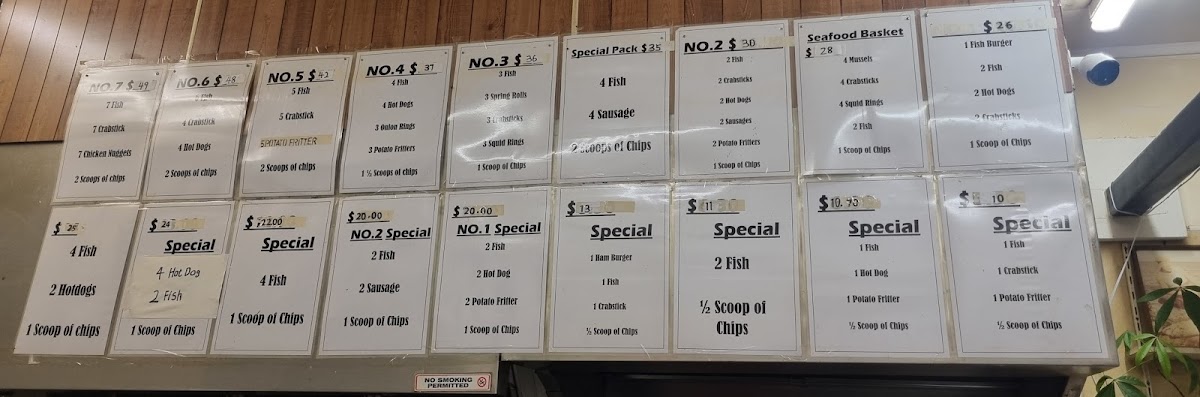 NO.7 $ 49
7 Fish
7 Crabstick
7 Chicken Nuggets
2 Scoops of chips
NO.6 $ 48
Fish
4 Crabstick
4 Hot Dogs
2 Scoops of chips
NO.5 $ 42
5 Fish
5 Crabstick
5 POTATO FRITTER
2 Scoops of chips
NO.4 $ 37
4 Fish
4 Hot Dogs
3 Onion Rings
3 Potato Fritters
1 ½ Scoops of chips
NO.3 $ 36
3 Fish
3 Spring Rolls
3 Crabsticks
3 Squid Rings
1 Scoop of Chips
Special Pack $ 35
4 Fish
4 Sausage
2 Scoops of Chips
NO.2 $ 30
2 Fish
2 Crabsticks
2 Hot Dogs
2 Sausages
2 Potato Fritters
1 Scoop of Chips
Seafood Basket
$ 28
4 Mussels
4 Crabsticks
4 Squid Rings
2 Fish
1 Scoop of Chips
$ 26
1 Fish Burger
2 Fish
2 Hot Dogs
2 Crabsticks
1 Scoop of Chips
$ 25
4 Fish
2 Hotdogs
1 Scoop of chips
$ 24
Special
4 Hot Dog
2 Fish
1 Scoop of Chips
$ 22.00
Special
4 Fish
1 Scoop of Chips
$ 20.00
NO.2 Special
2 Fish
2 Sausage
1 Scoop of Chips
$ 20.00
NO.1 Special
2 Fish
2 Hot Dog
2 Potato Fritter
1 Scoop of Chips
$ 13
Special
1 Ham Burger
1 Fish
1 Crabstick
½ Scoop of Chips
$ 11
Special
2 Fish
½ Scoop of
Chips
$ 10.90
Special
1 Fish
1 Hot Dog
1 Potato Fritter
½ Scoop of Chips
$ 10
Special
1 Fish
1 Crabstick
1 Potato Fritter
½ Scoop of Chips
NO SMOKING
PERMITTED